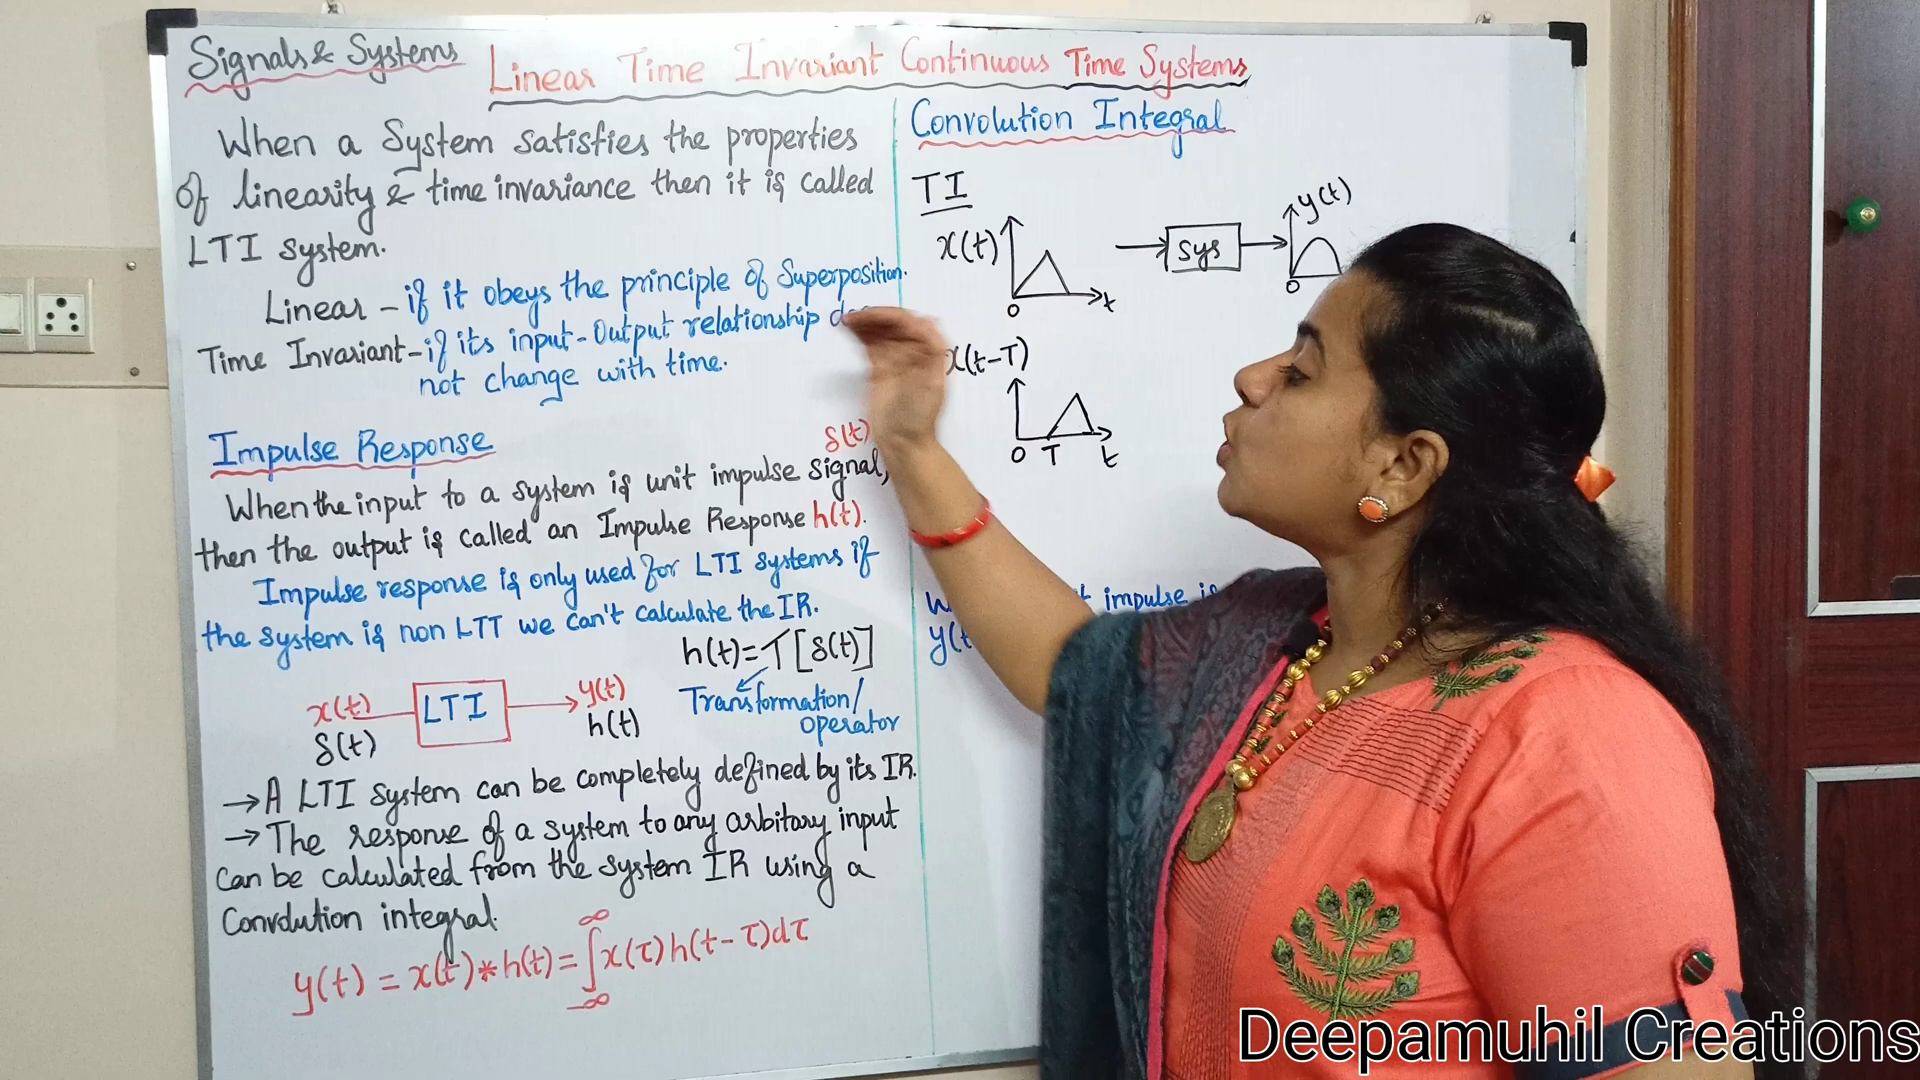 Signals & Systems
Linear Time Invariant Continuous Time Systems
When a System satisfies the properties
of linearity & time invariance then it is called
LTI system.
Linear - if it obeys the principle of Superposition.
Time Invariant - if its input-output relationship
not change with time.
Impulse Response
δ(t)
When the input to a system is unit impulse signal,
then the output is called an Impulse Response h(t).
Impulse response is only used for LTI systems if
the system is non LTI we can't calculate the IR.
h(t)=T[δ(t)]
Transformation/
operator
x(t) LTI y(t)
δ(t) h(t)
→ A LTI system can be completely defined by its IR.
→ The response of a system to any arbitary input
can be calculated from the system IR using a
Convolution integral.
y(t) = x(t)*h(t) = ∫ x(τ) h(t-τ)dτ
∞
-∞
Convolution Integral
TI
x(t)
0 t
sys
y(t)
0
x(t-T)
0 T t
impulse is
Deepamuhil Creations